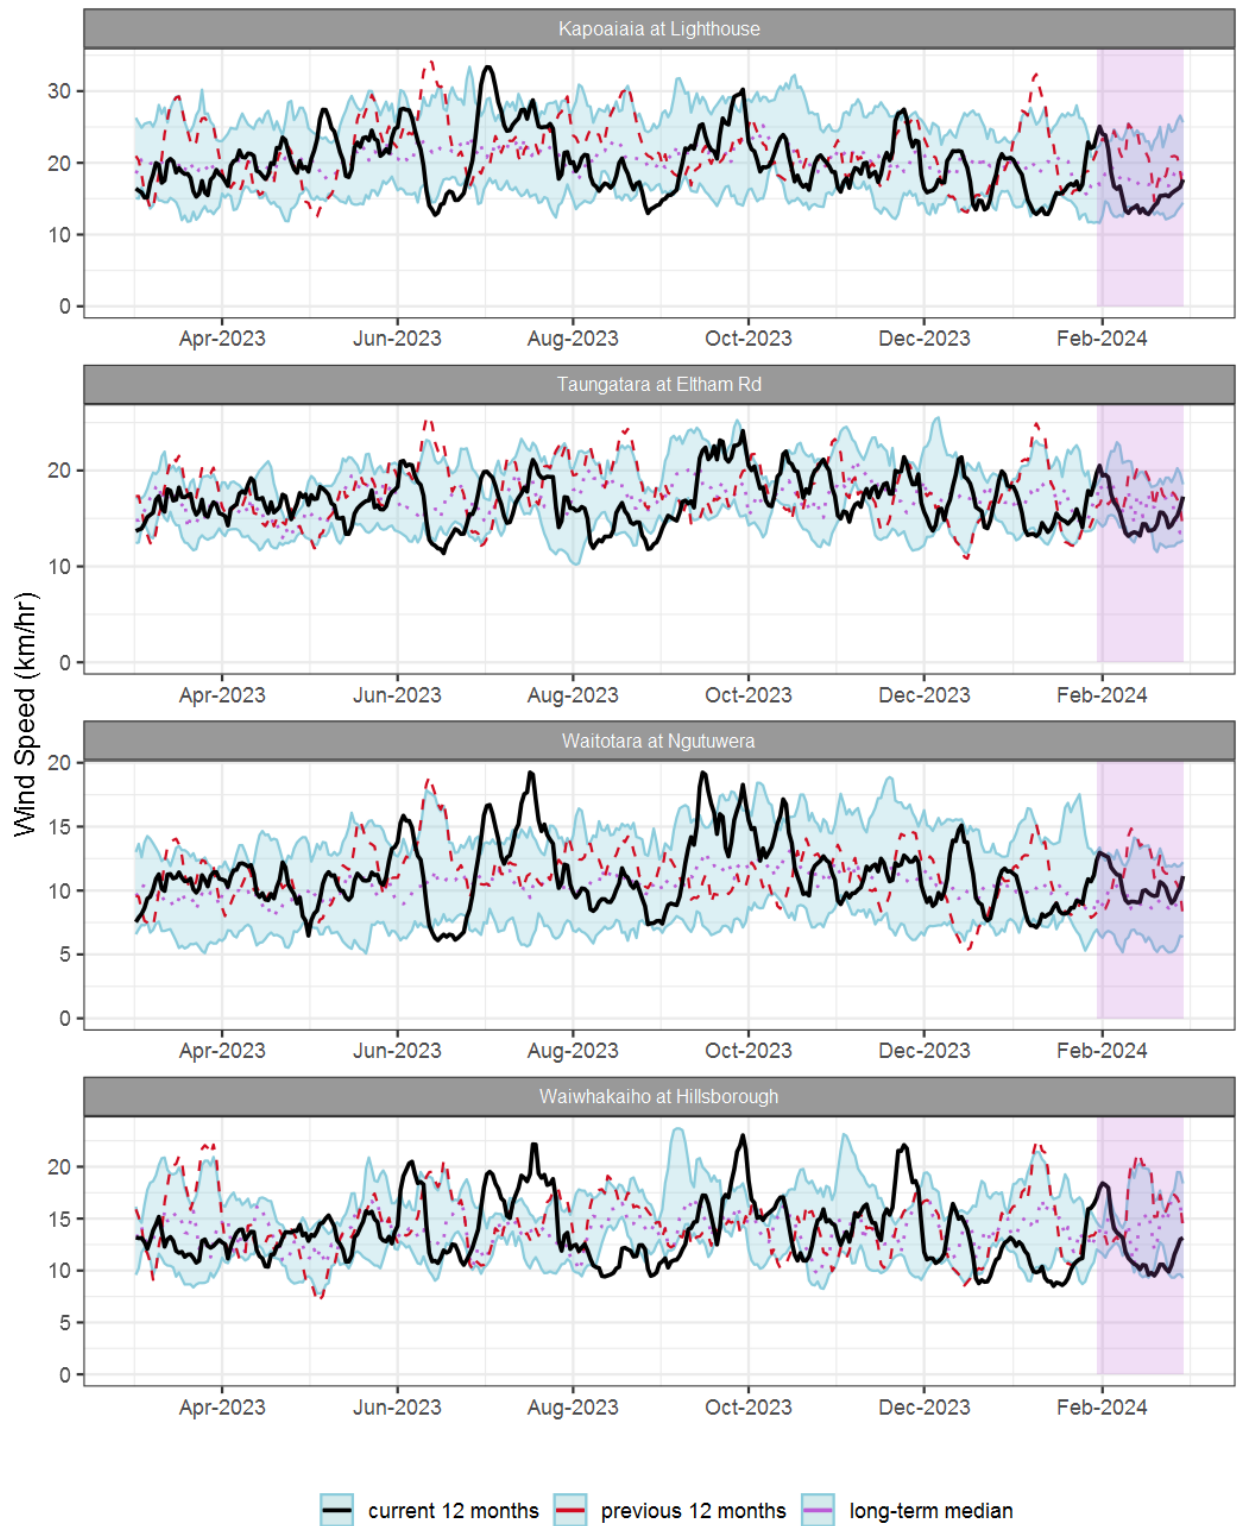 Kapoaiaia at Lighthouse
30
20
10
0
Apr-2023 Jun-2023 Aug-2023 Oct-2023 Dec-2023 Feb-2024
Taungatara at Eltham Rd
20
10
0
Apr-2023 Jun-2023 Aug-2023 Oct-2023 Dec-2023 Feb-2024
Wind Speed (km/hr)
Waitotara at Ngutuwera
20
15
10
5
0
Apr-2023 Jun-2023 Aug-2023 Oct-2023 Dec-2023 Feb-2024
Waiwhakaiho at Hillsborough
20
15
10
5
0
Apr-2023 Jun-2023 Aug-2023 Oct-2023 Dec-2023 Feb-2024
current 12 months previous 12 months long-term median